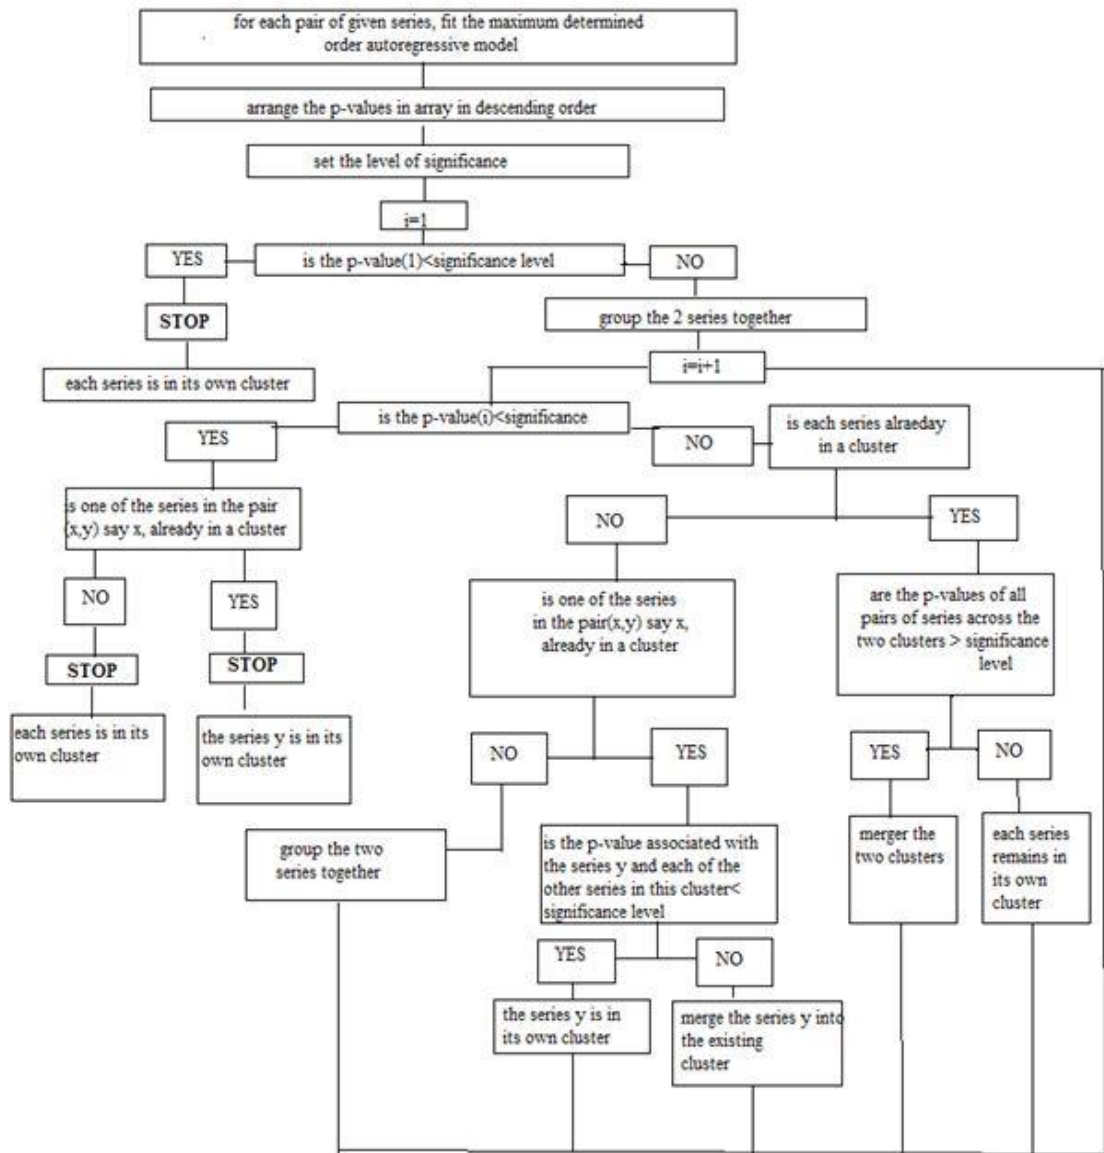 for each pair of given series, fit the maximum determined
order autoregressive model
arrange the p-values in array in descending order
set the level of significance
i=1
YES
is the p-value(1)<significance level
NO
STOP
group the 2 series together
each series is in its own cluster
i=i+1
is the p-value(i)<significance
YES
NO
is each series alraeday
in a cluster
is one of the series in the pair
(x,y) say x, already in a cluster
NO
YES
NO
YES
is one of the series
in the pair(x,y) say x,
already in a cluster
are the p-values of all
pairs of series across the
two clusters > significance
level
STOP
STOP
each series is in its
own cluster
the series y is in its
own cluster
NO
YES
YES
NO
group the two
series together
is the p-value associated with
the series y and each of the
other series in this cluster<
significance level
merger the
two clusters
each series
remains in
its own
cluster
YES
NO
the series y is in
its own cluster
merge the series y into
the existing
cluster